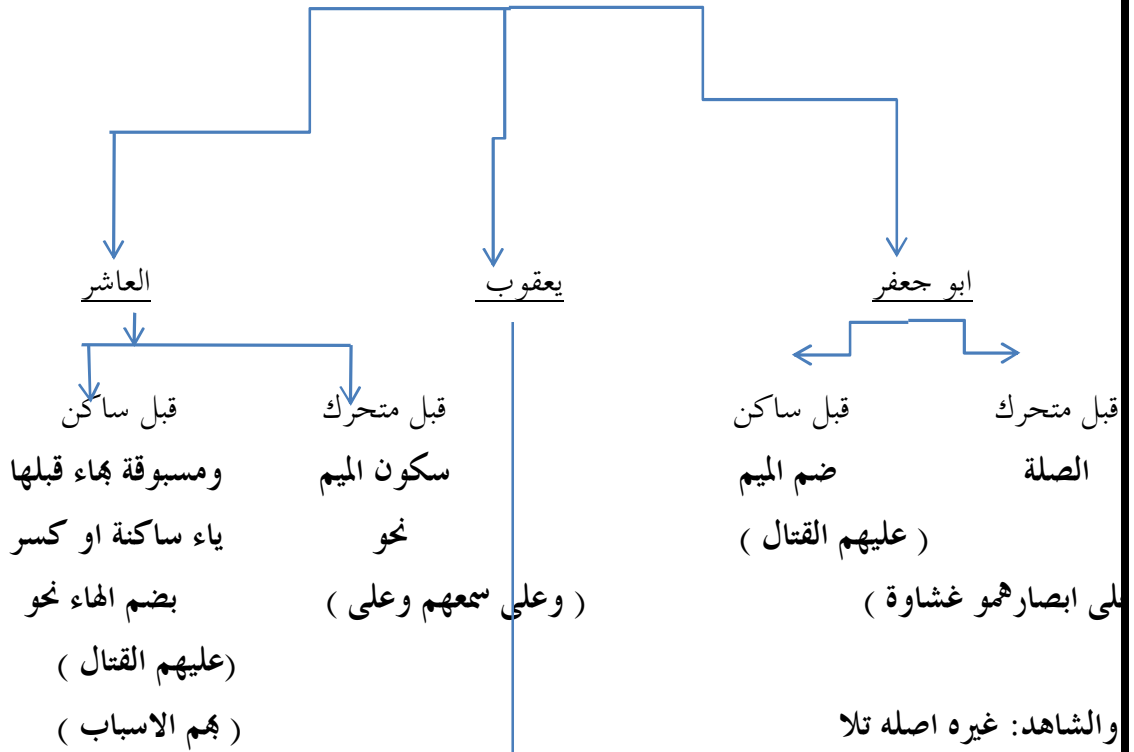 ابو جعفر يعقوب العاشر
قبل متحرك قبل ساكن قبل متحرك قبل ساكن
الصلة ضم الميم سكون الميم ومسبوقة بهاء قبلها
( عليهم القتال ) نحو ياء ساكنة او كسر
ابصارهمو غشاوة ) ( وعلى سمعهم وعلى ) بضم الهاء نحو
(عليهم القتال )
والشاهد: غيره اصله تلا ( بهم الاسباب )